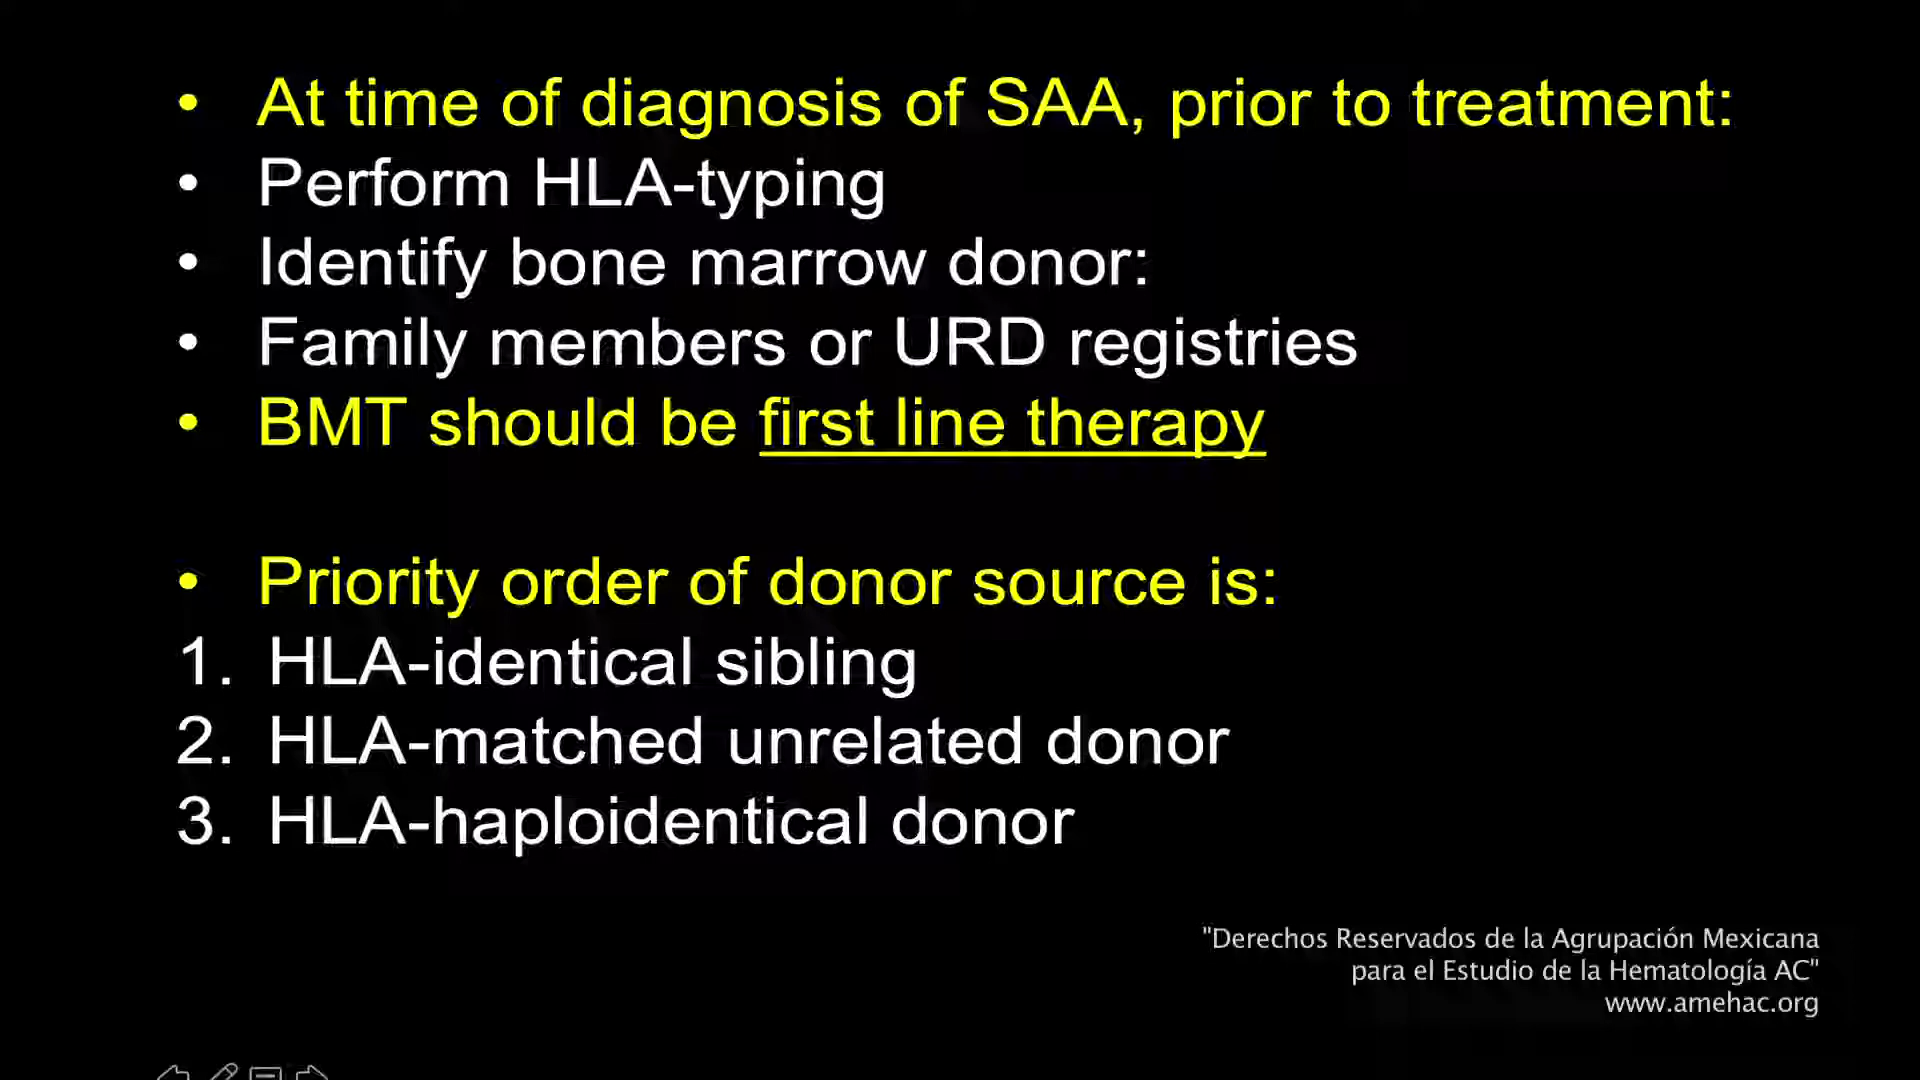 • At time of diagnosis of SAA, prior to treatment:
• Perform HLA-typing
• Identify bone marrow donor:
• Family members or URD registries
• BMT should be first line therapy
• Priority order of donor source is:
1. HLA-identical sibling
2. HLA-matched unrelated donor
3. HLA-haploidentical donor
"Derechos Reservados de la Agrupación Mexicana
para el Estudio de la Hematología AC"
www.amehac.org